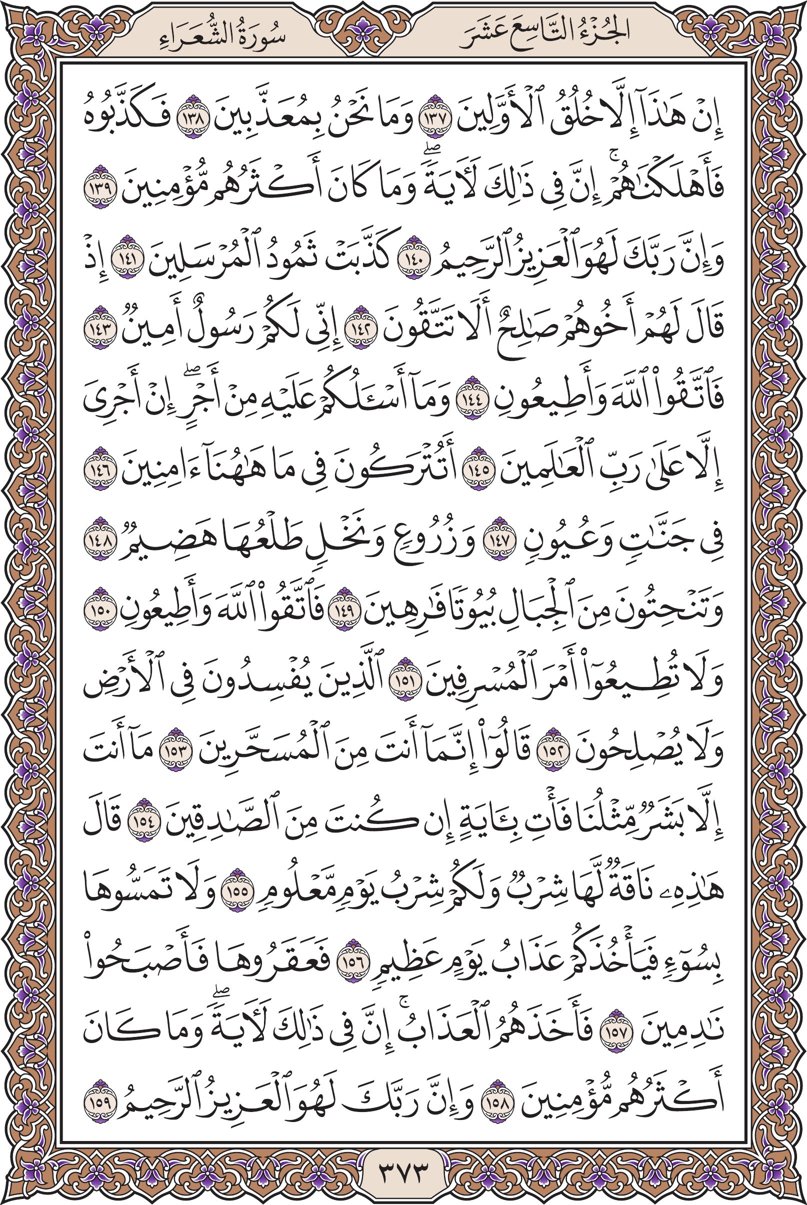 الجُزْءُ التَّاسِعَ عَشَرَ
سُورَةُ الشُّعَرَاءِ
إِنْ هَٰذَآ إِلَّا خُلُقُ ٱلْأَوَّلِينَ ١٣٧ وَمَا نَحْنُ بِمُعَذَّبِينَ ١٣٨ فَكَذَّبُوهُ
فَأَهْلَكْنَٰهُمْۚ إِنَّ فِى ذَٰلِكَ لَءَايَةًۖ وَمَا كَانَ أَكْثَرُهُم مُّؤْمِنِينَ ١٣٩
وَإِنَّ رَبَّكَ لَهُوَ ٱلْعَزِيزُ ٱلرَّحِيمُ ١٤٠ كَذَّبَتْ ثَمُودُ ٱلْمُرْسَلِينَ ١٤١ إِذْ
قَالَ لَهُمْ أَخُوهُمْ صَٰلِحٌ أَلَا تَتَّقُونَ ١٤٢ إِنِّى لَكُمْ رَسُولٌ أَمِينٌ ١٤٣
فَٱتَّقُوا۟ ٱللَّهَ وَأَطِيعُونِ ١٤٤ وَمَآ أَسْـَٔلُكُمْ عَلَيْهِ مِنْ أَجْرٍۖ إِنْ أَجْرِىَ
إِلَّا عَلَىٰ رَبِّ ٱلْعَٰلَمِينَ ١٤٥ أَتُتْرَكُونَ فِى مَا هَٰهُنَآ ءَامِنِينَ ١٤٦
فِى جَنَّٰتٍ وَعُيُونٍ ١٤٧ وَزُرُوعٍ وَنَخْلٍ طَلْعُهَا هَضِيمٌ ١٤٨
وَتَنْحِتُونَ مِنَ ٱلْجِبَالِ بُيُوتًا فَٰرِهِينَ ١٤٩ فَٱتَّقُوا۟ ٱللَّهَ وَأَطِيعُونِ ١٥٠
وَلَا تُطِيعُوٓا۟ أَمْرَ ٱلْمُسْرِفِينَ ١٥١ ٱلَّذِينَ يُفْسِدُونَ فِى ٱلْأَرْضِ
وَلَا يُصْلِحُونَ ١٥٢ قَالُوٓا۟ إِنَّمَآ أَنتَ مِنَ ٱلْمُسَحَّرِينَ ١٥٣ مَآ أَنتَ
إِلَّا بَشَرٌ مِّثْلُنَا فَأْتِ بِـَٔايَةٍ إِن كُنتَ مِنَ ٱلصَّٰدِقِينَ ١٥٤ قَالَ
هَٰذِهِۦ نَاقَةٌ لَّهَا شِرْبٌ وَلَكُمْ شِرْبُ يَوْمٍ مَّعْلُومٍ ١٥٥ وَلَا تَمَسُّوهَا
بِسُوٓءٍ فَيَأْخُذَكُمْ عَذَابُ يَوْمٍ عَظِيمٍ ١٥٦ فَعَقَرُوهَا فَأَصْبَحُوا۟
نَٰدِمِينَ ١٥٧ فَأَخَذَهُمُ ٱلْعَذَابُۚ إِنَّ فِى ذَٰلِكَ لَءَايَةًۖ وَمَا كَانَ
أَكْثَرُهُم مُّؤْمِنِينَ ١٥٨ وَإِنَّ رَبَّكَ لَهُوَ ٱلْعَزِيزُ ٱلرَّحِيمُ ١٥٩
٣٧٣